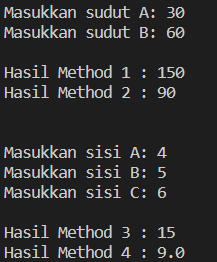 Masukkan sudut A: 30
Masukkan sudut B: 60
Hasil Method 1 : 150
Hasil Method 2 : 90
Masukkan sisi A: 4
Masukkan sisi B: 5
Masukkan sisi C: 6
Hasil Method 3 : 15
Hasil Method 4 : 9.0